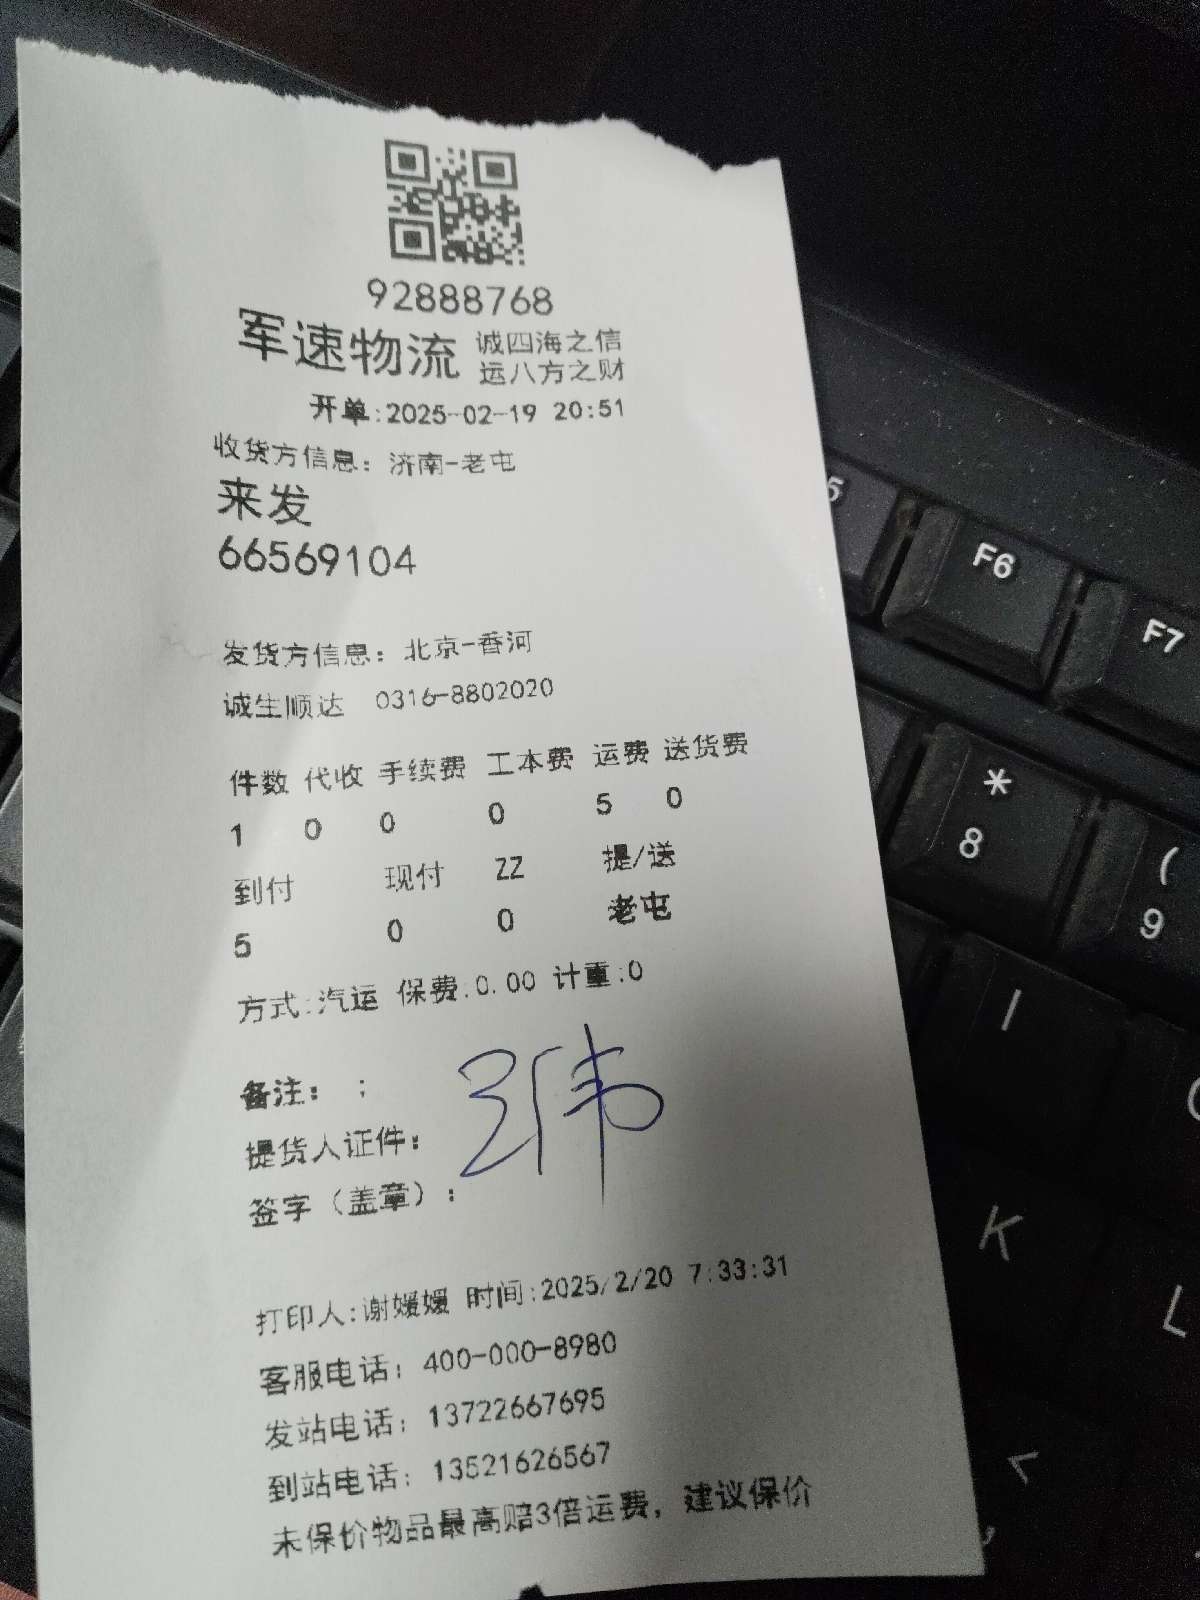 92888768
军速物流 诚四海之信
运八方之财
开单:2025-02-19 20:51
收货方信息：济南-老屯
来发
66569104
发货方信息：北京-香河
诚生顺达 0316-8802020
件数 代收 手续费 工本费 运费 送货费
1 0 0 0 5 0
到付 现付 ZZ 提/送
5 0 0 老屯
方式:汽运 保费:0.00 计重:0
备注： ;
提货人证件：
签字（盖章）：
打印人:谢媛媛 时间:2025/2/20 7:33:31
客服电话：400-000-8980
发站电话：13722667695
到站电话：13521626567
未保价物品最高赔3倍运费，建议保价
5
F6
F7
*
8
(
9
I
K
L
<
,